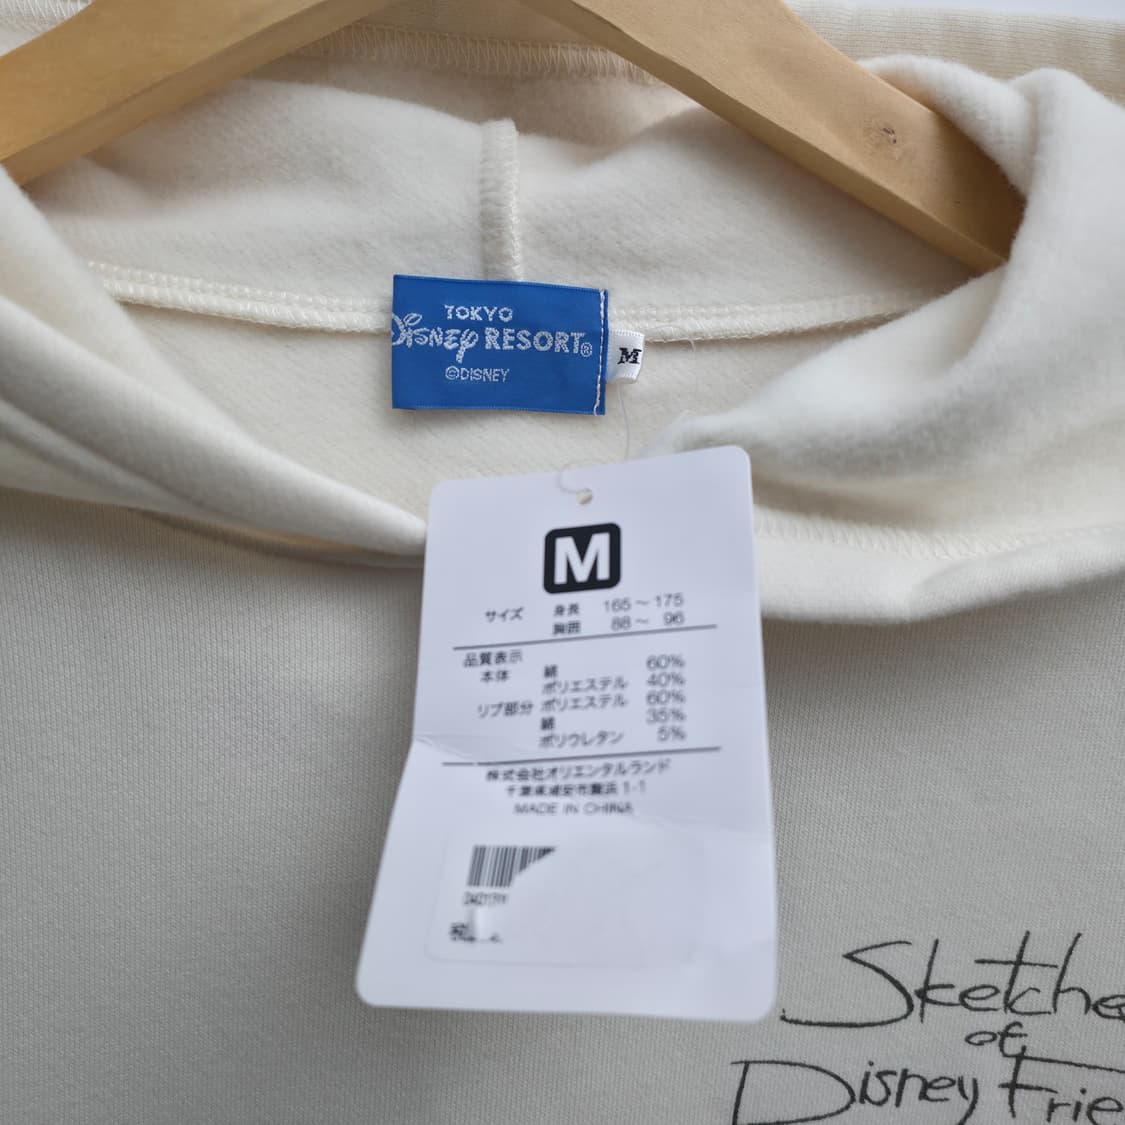 TOKYO
Disney RESORT®
©DISNEY
M
M
サイズ 身長 165～175
胸囲 88～ 96
品質表示
本体 綿 60%
ポリエステル 40%
リブ部分 ポリエステル 60%
綿 35%
ポリウレタン 5%
株式会社オリエンタルランド
千葉県浦安市舞浜1-1
MADE IN CHINA
Sketche
of
Disney Frie